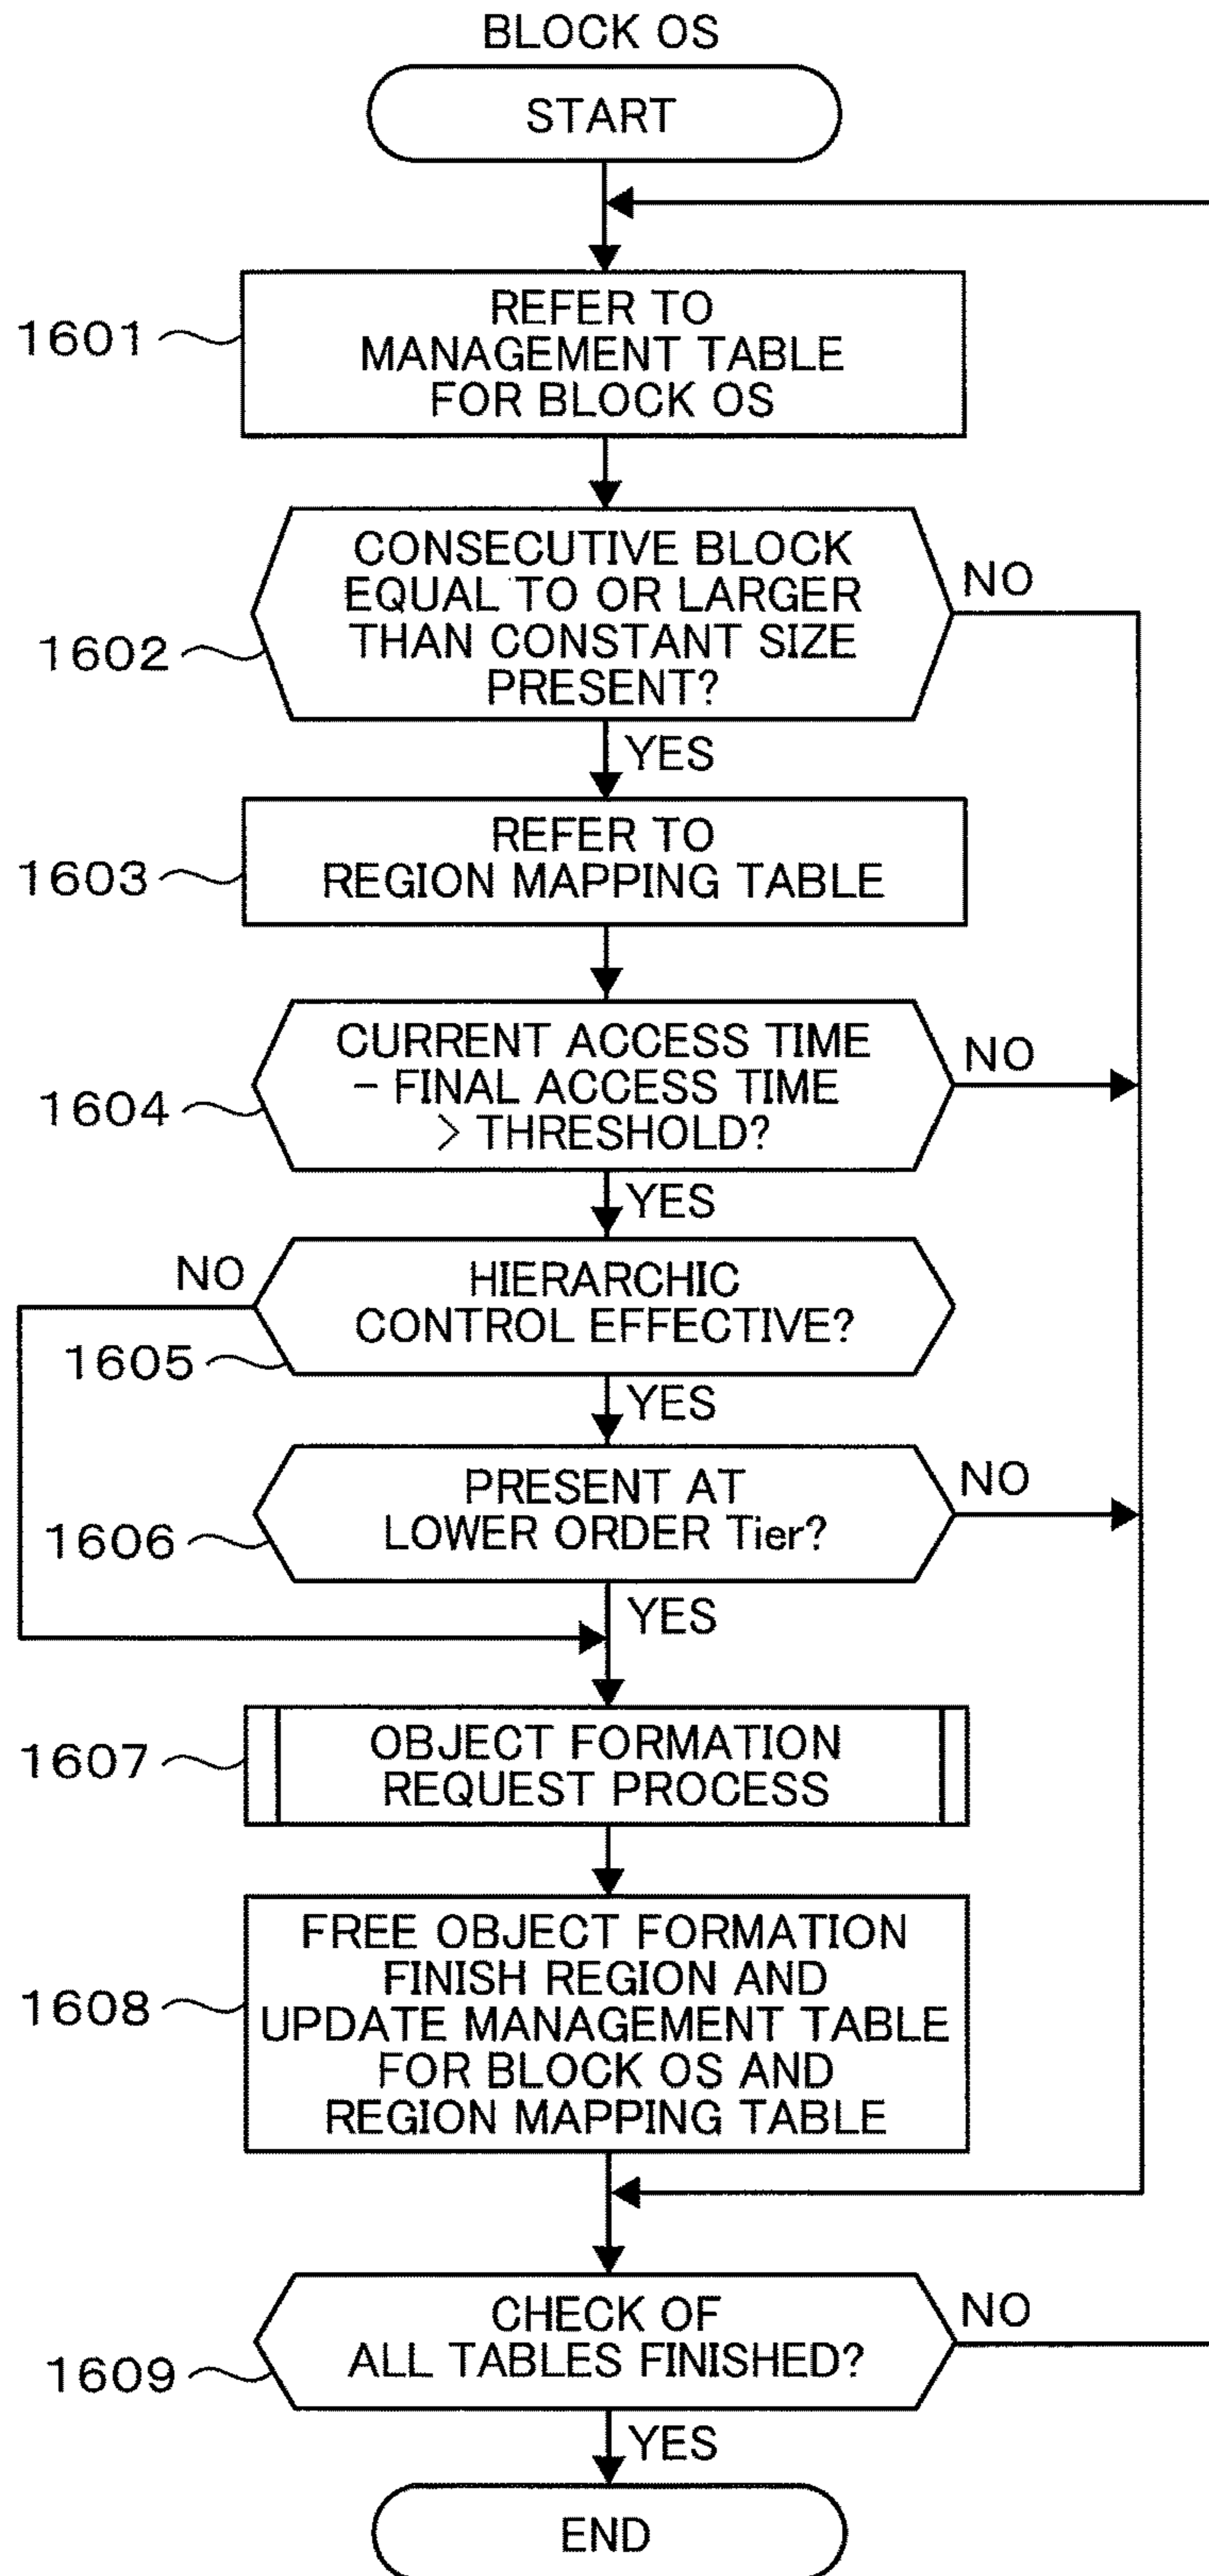 BLOCK OS
START
1601
REFER TO
MANAGEMENT TABLE
FOR BLOCK OS
1602
CONSECUTIVE BLOCK
EQUAL TO OR LARGER
THAN CONSTANT SIZE
PRESENT?
NO
YES
1603
REFER TO
REGION MAPPING TABLE
1604
CURRENT ACCESS TIME
- FINAL ACCESS TIME
> THRESHOLD?
NO
YES
NO
1605
HIERARCHIC
CONTROL EFFECTIVE?
YES
1606
PRESENT AT
LOWER ORDER Tier?
NO
YES
1607
OBJECT FORMATION
REQUEST PROCESS
1608
FREE OBJECT FORMATION
FINISH REGION AND
UPDATE MANAGEMENT TABLE
FOR BLOCK OS AND
REGION MAPPING TABLE
1609
CHECK OF
ALL TABLES FINISHED?
NO
YES
END